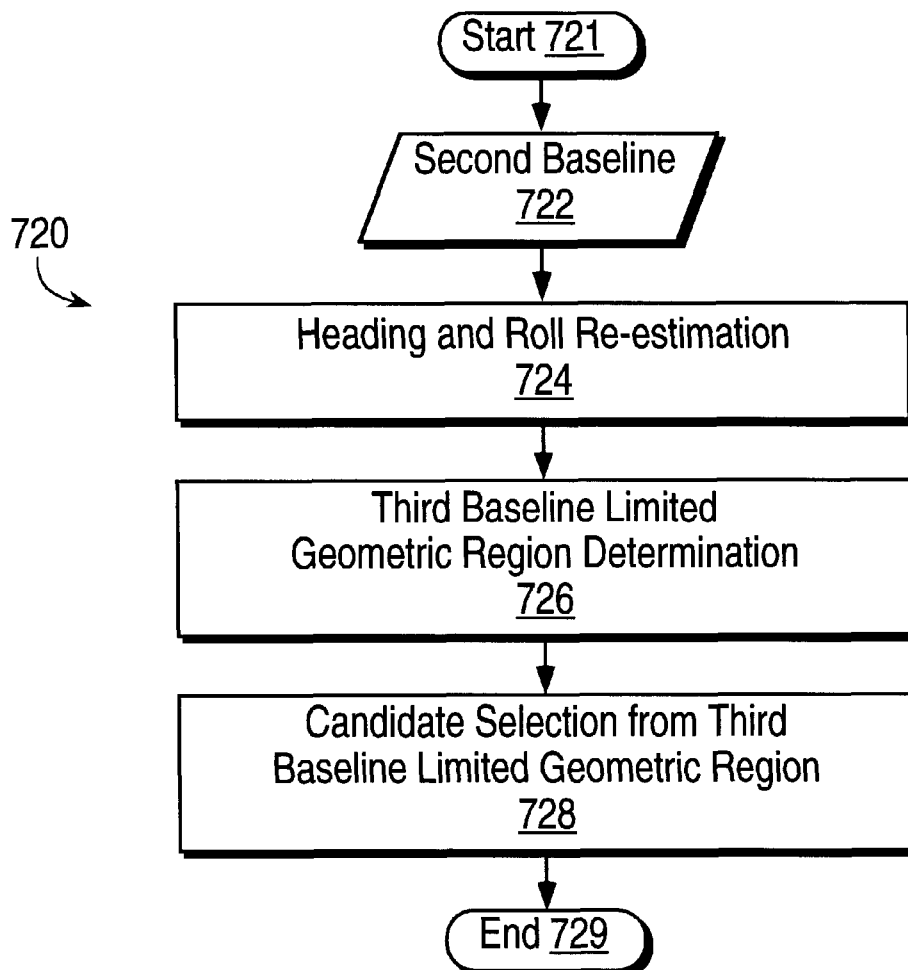 Start 721
Second Baseline
722
720
Heading and Roll Re-estimation
724
Third Baseline Limited
Geometric Region Determination
726
Candidate Selection from Third
Baseline Limited Geometric Region
728
End 729